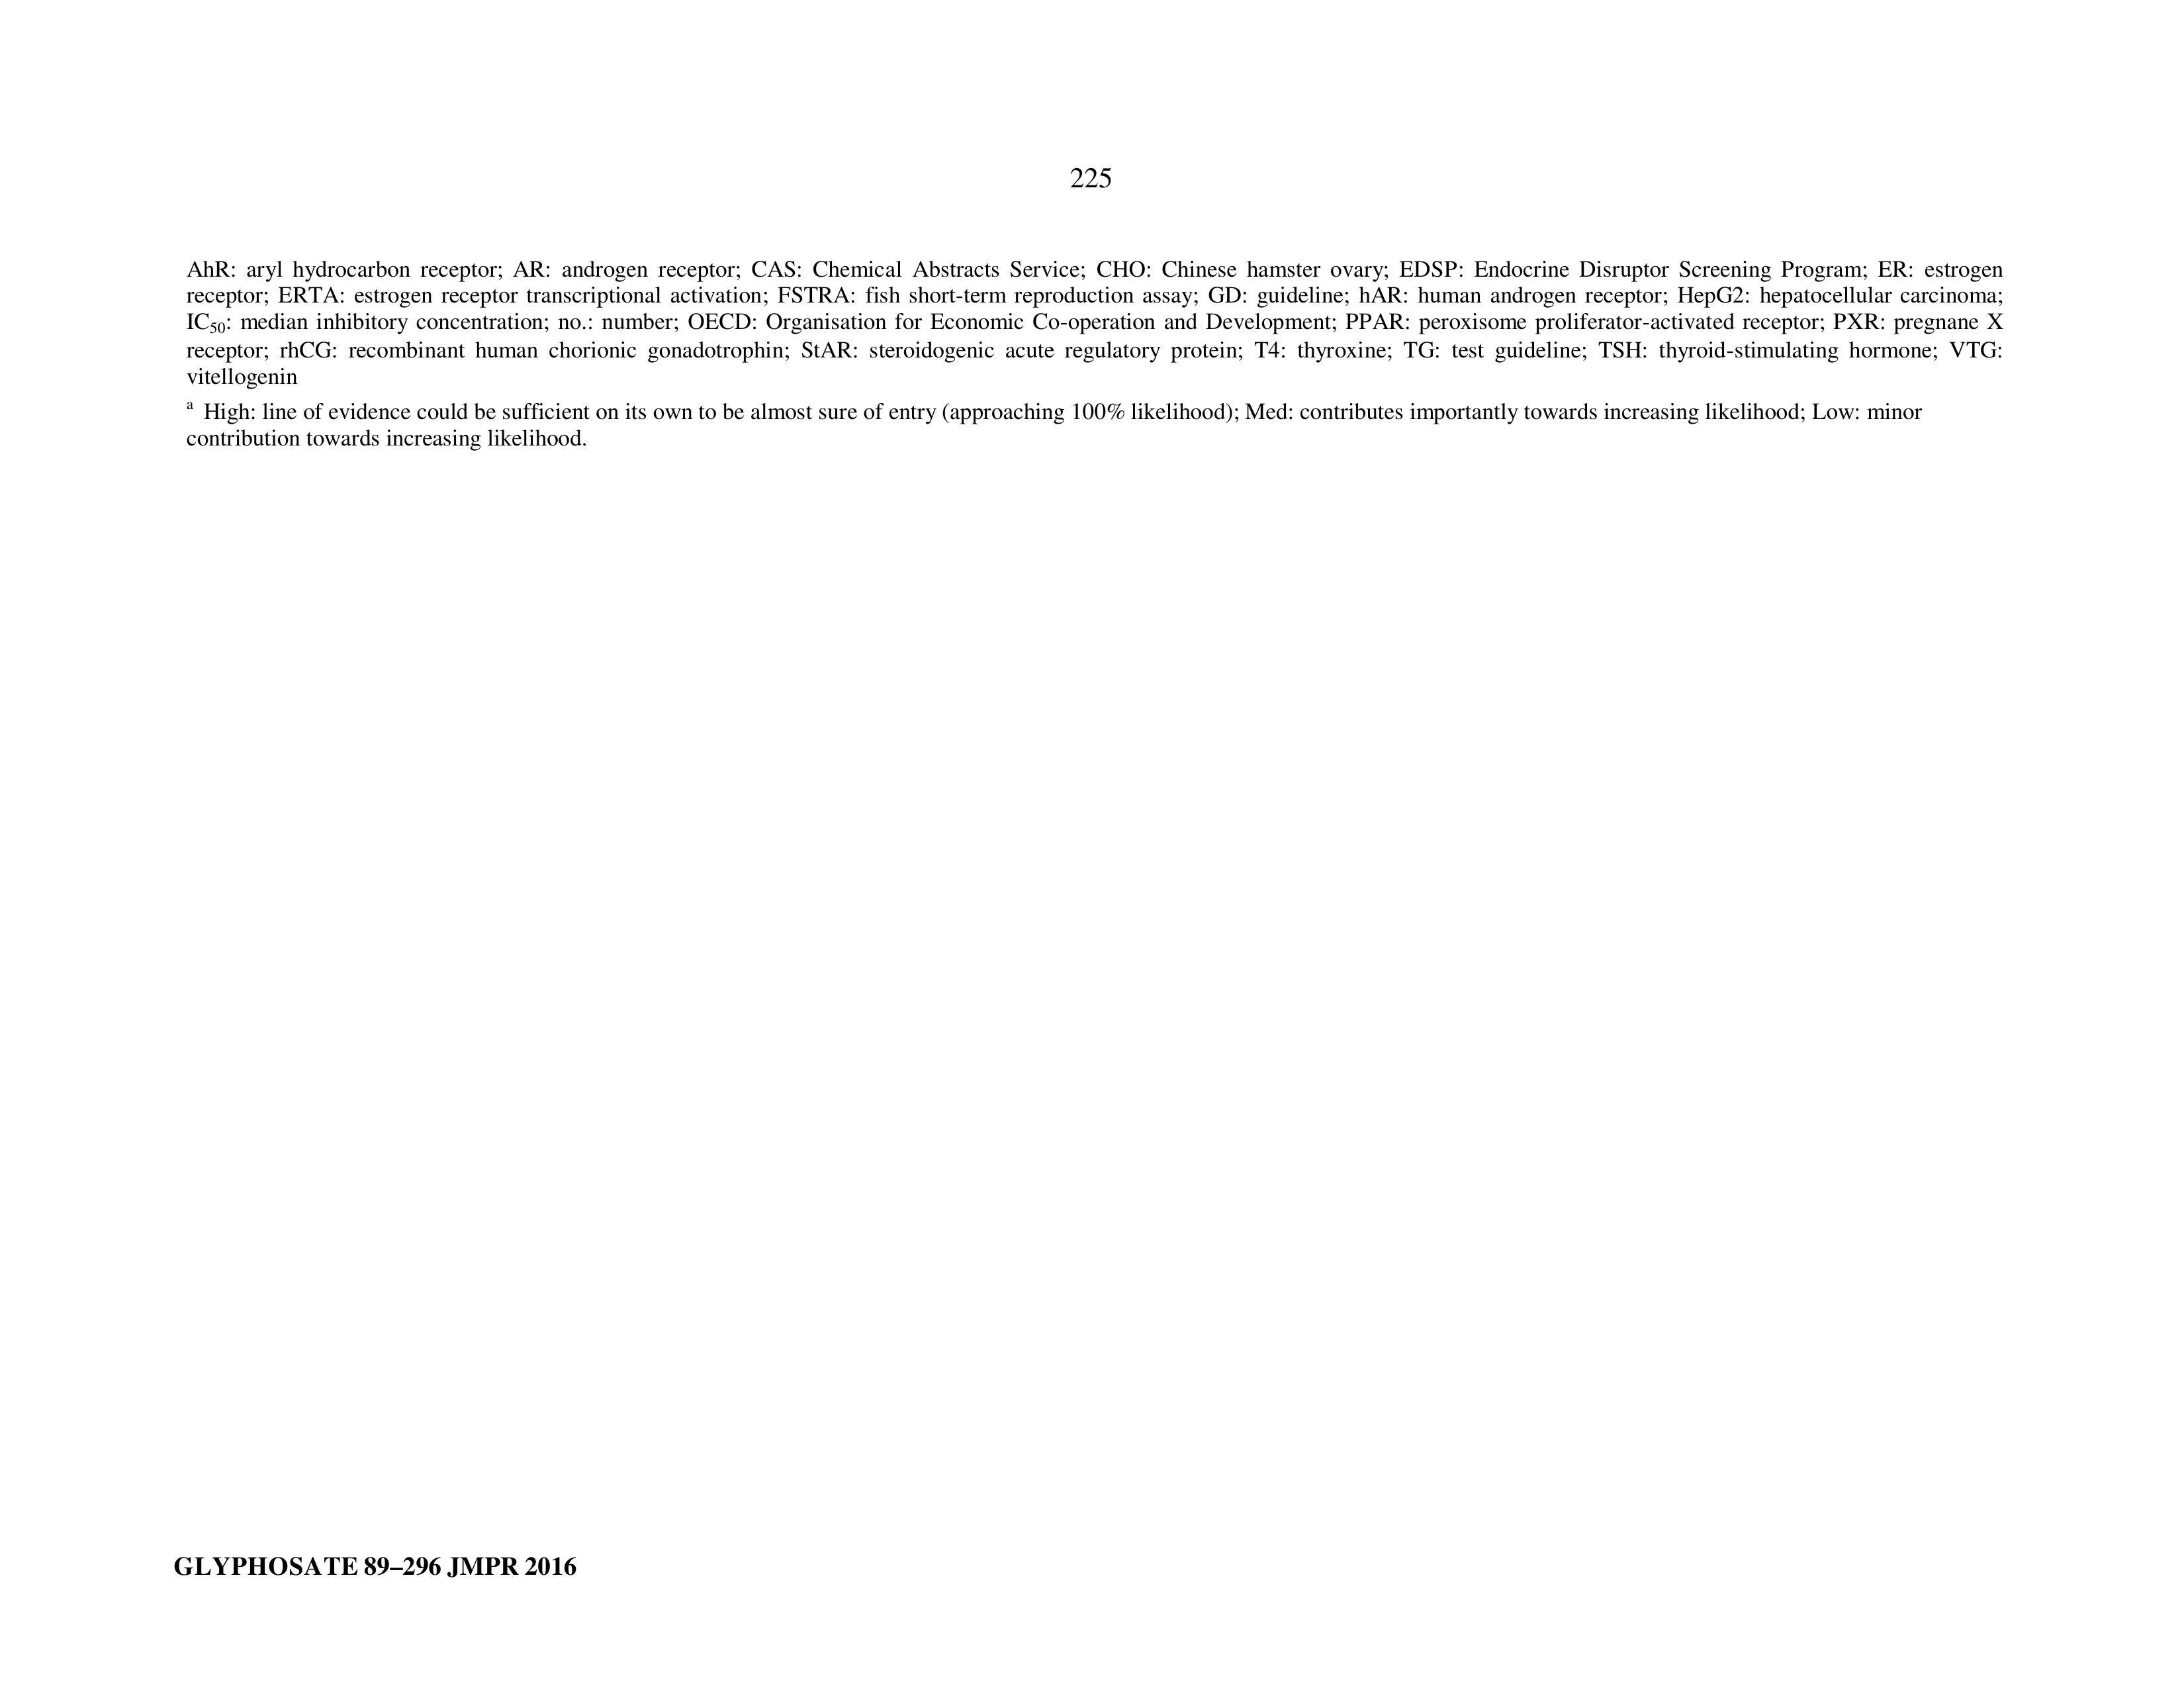 225
AhR: aryl hydrocarbon receptor; AR: androgen receptor; CAS: Chemical Abstracts Service; CHO: Chinese hamster ovary; EDSP: Endocrine Disruptor Screening Program; ER: estrogen
receptor; ERTA: estrogen receptor transcriptional activation; FSTRA: fish short-term reproduction assay; GD: guideline; hAR: human androgen receptor; HepG2: hepatocellular carcinoma;
IC50: median inhibitory concentration; no.: number; OECD: Organisation for Economic Co-operation and Development; PPAR: peroxisome proliferator-activated receptor; PXR: pregnane X
receptor; rhCG: recombinant human chorionic gonadotrophin; StAR: steroidogenic acute regulatory protein; T4: thyroxine; TG: test guideline; TSH: thyroid-stimulating hormone; VTG:
vitellogenin
a High: line of evidence could be sufficient on its own to be almost sure of entry (approaching 100% likelihood); Med: contributes importantly towards increasing likelihood; Low: minor
contribution towards increasing likelihood.
GLYPHOSATE 89–296 JMPR 2016